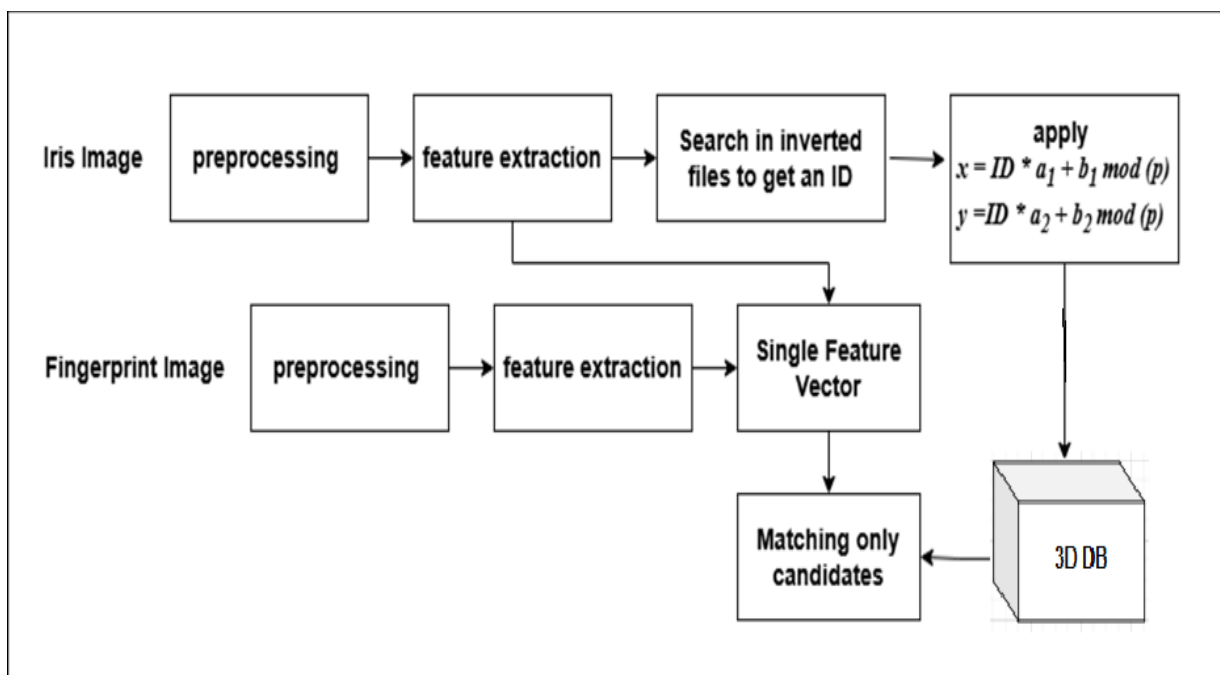 Iris Image
preprocessing
feature extraction
Search in inverted
files to get an ID
apply
x = ID * a1 + b1 mod (p)
y =ID * a2 + b2 mod (p)
Fingerprint Image
preprocessing
feature extraction
Single Feature
Vector
Matching only
candidates
3D DB